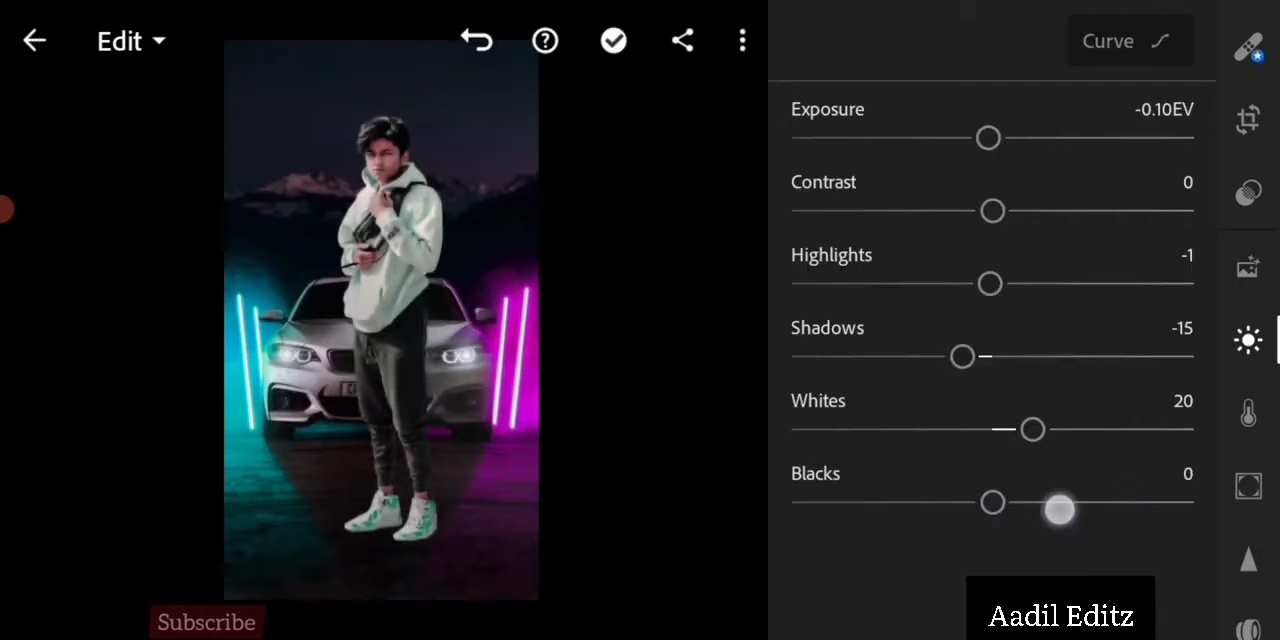 Edit
Curve
Exposure -0.10EV
Contrast 0
Highlights -1
Shadows -15
Whites 20
Blacks 0
Subscribe
Aadil Editz